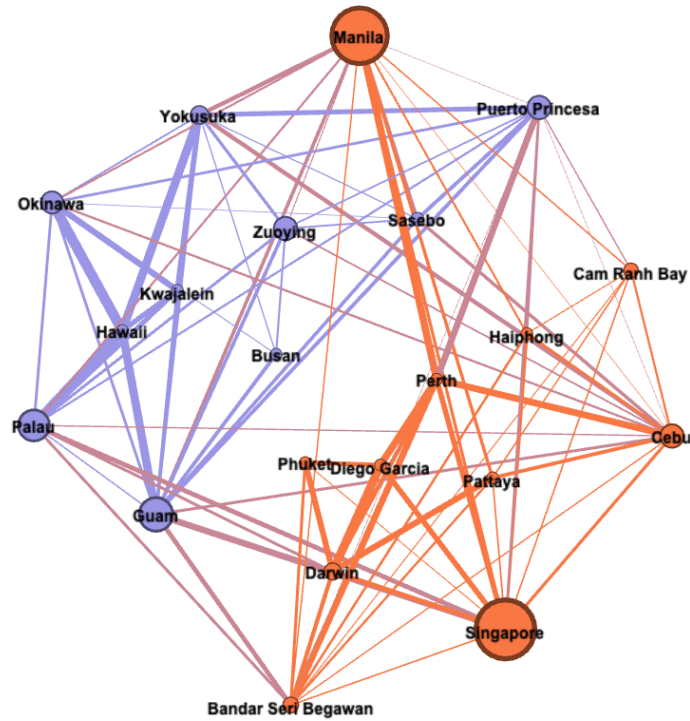 Manila
Puerto Princesa
Yokusuka
Okinawa
Zuoying
Sasebo
Cam Ranh Bay
Kwajalein
Hawaii
Haiphong
Busan
Perth
Palau
Cebu
Phuket
Diego Garcia
Pattaya
Guam
Darwin
Singapore
Bandar Seri Begawan